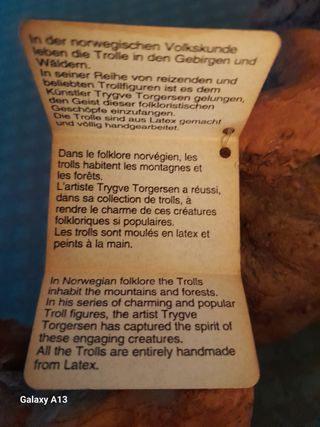 In der norwegischen Volkskunde
leben die Trolle in den Gebirgen und
Wäldern.
In seiner Reihe von reizenden und
beliebten Trollfiguren ist es dem
Künstler Trygve Torgersen gelungen,
den Geist dieser folkloristischen
Geschöpfe einzufangen.
Die Trolle sind aus Latex gemacht
und völlig handgearbeitet.
Dans le folklore norvégien, les
trolls habitent les montagnes et
les forêts.
L'artiste Trygve Torgersen a réussi,
dans sa collection de trolls, à
rendre le charme de ces créatures
folkloriques si populaires.
Les trolls sont moulés en latex et
peints à la main.
In Norwegian folklore the Trolls
inhabit the mountains and forests.
In his series of charming and popular
Troll figures, the artist Trygve
Torgersen has captured the spirit of
these engaging creatures.
All the Trolls are entirely handmade
from Latex.
Galaxy A13